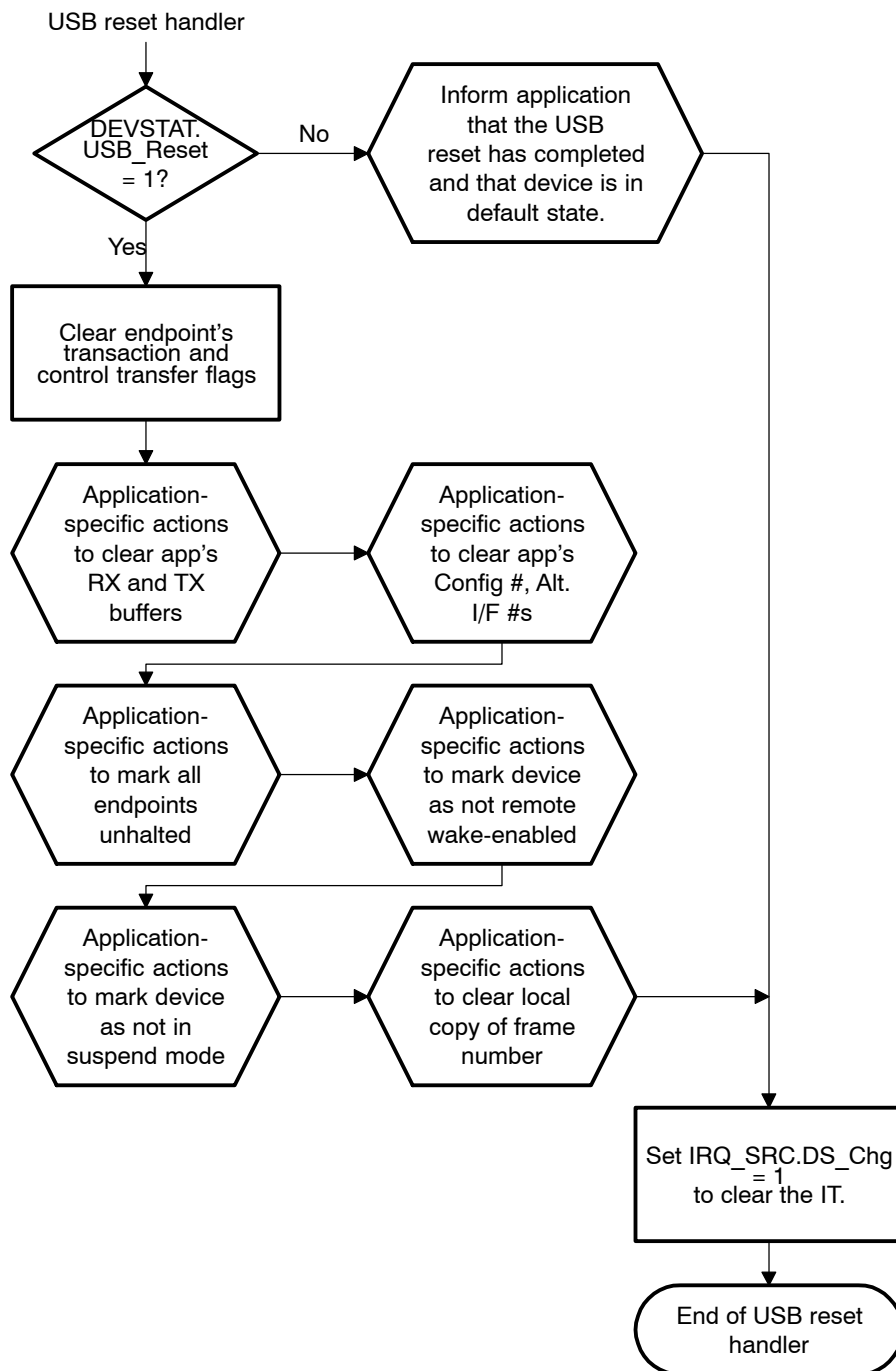 USB reset handler
DEVSTAT.
USB_Reset
= 1?
No
Inform application
that the USB
reset has completed
and that device is in
default state.
Yes
Clear endpoint's
transaction and
control transfer flags
Application-
specific actions
to clear app's
RX and TX
buffers
Application-
specific actions
to clear app's
Config #, Alt.
I/F #s
Application-
specific actions
to mark all
endpoints
unhalted
Application-
specific actions
to mark device
as not remote
wake-enabled
Application-
specific actions
to mark device
as not in
suspend mode
Application-
specific actions
to clear local
copy of frame
number
Set IRQ_SRC.DS_Chg
= 1
to clear the IT.
End of USB reset
handler